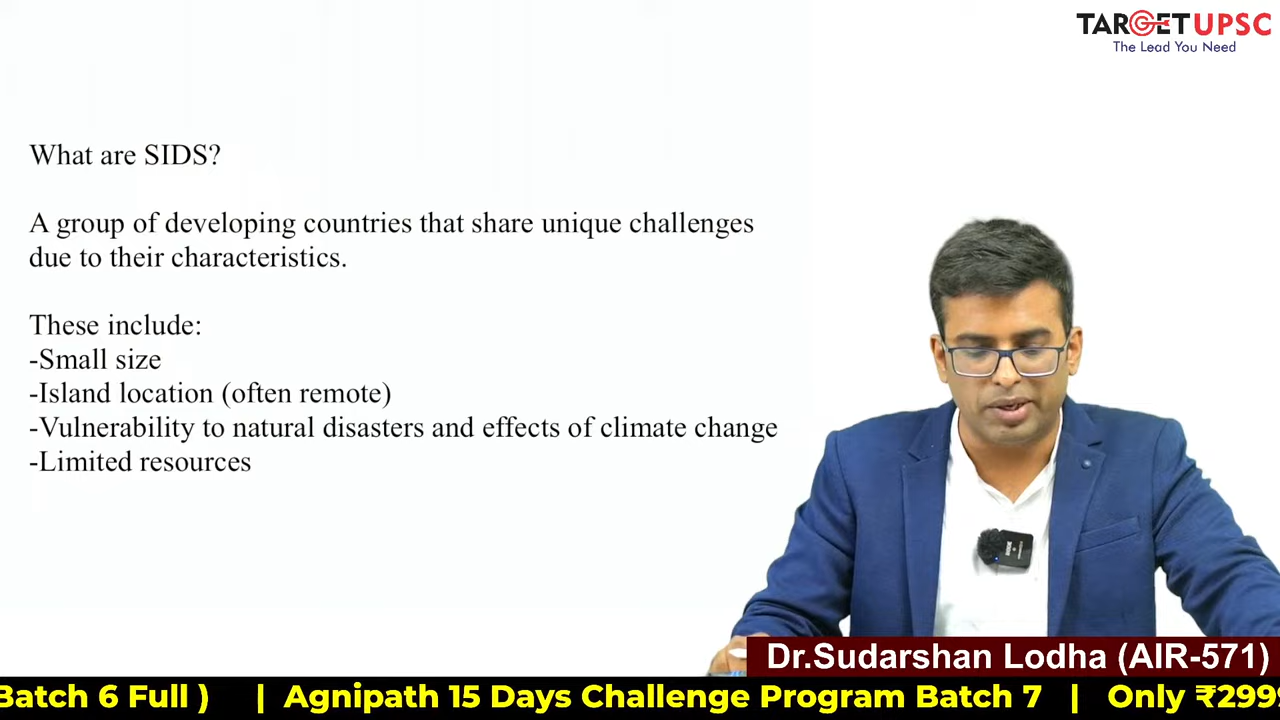 TARGET UPSC
The Lead You Need
What are SIDS?
A group of developing countries that share unique challenges
due to their characteristics.
These include:
-Small size
-Island location (often remote)
-Vulnerability to natural disasters and effects of climate change
-Limited resources
Dr.Sudarshan Lodha (AIR-571)
Batch 6 Full ) | Agnipath 15 Days Challenge Program Batch 7 | Only ₹299